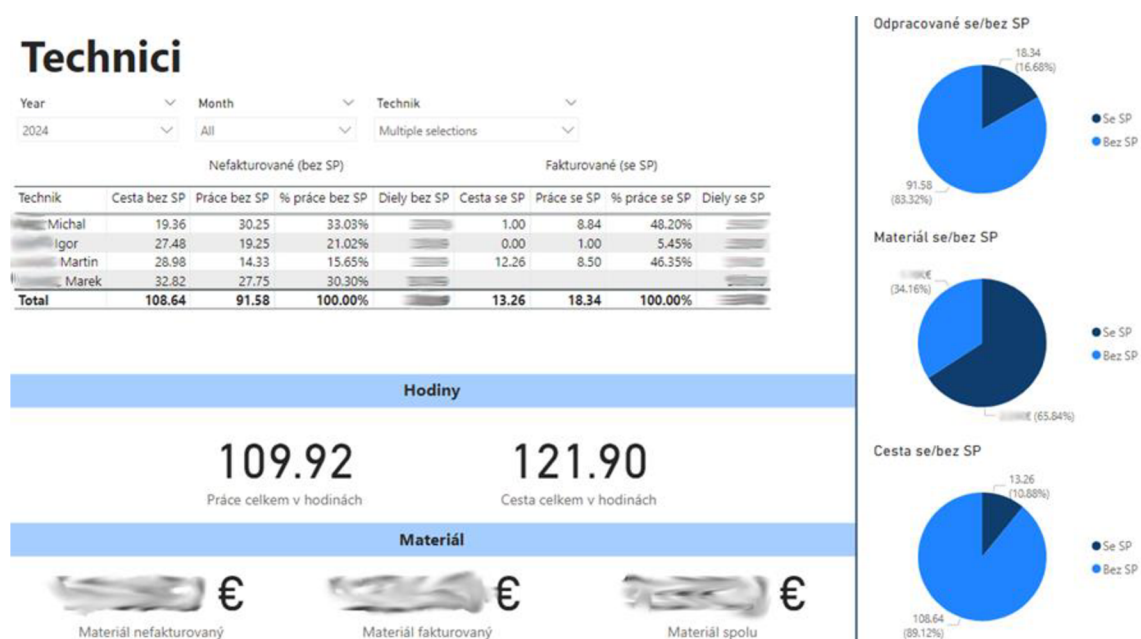 Technici
Year Month Technik
2024 All Multiple selections
Nefakturované (bez SP) Fakturované (se SP)
Technik Cesta bez SP Práce bez SP % práce bez SP Diely bez SP Cesta se SP Práce se SP % práce se SP Diely se SP
Michal 19.36 30.25 33.03% 1.00 8.84 48.20%
Igor 27.48 19.25 21.02% 0.00 1.00 5.45%
Martin 28.98 14.33 15.65% 12.26 8.50 46.35%
Marek 32.82 27.75 30.30%
Total 108.64 91.58 100.00% 13.26 18.34 100.00%
Hodiny
109.92 121.90
Práce celkem v hodinách Cesta celkem v hodinách
Materiál
€ € €
Materiál nefakturovaný Materiál fakturovaný Materiál spolu
Odpracované se/bez SP
18.34
(16.68%)
Se SP
Bez SP
91.58
(83.32%)
Materiál se/bez SP
(34.16%)
Se SP
Bez SP
€ (65.84%)
Cesta se/bez SP
13.26
(10.88%)
Se SP
Bez SP
108.64
(89.12%)